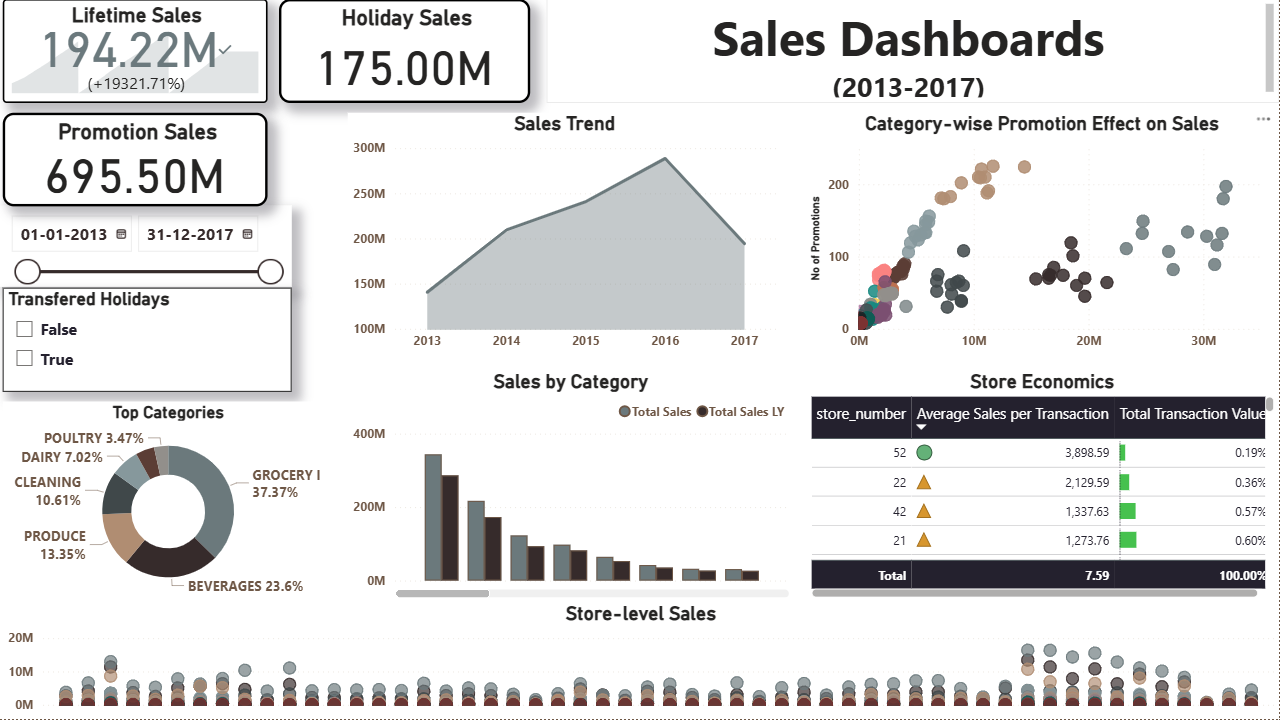 Lifetime Sales
194.22M
(+19321.71%)
Holiday Sales
175.00M
Sales Dashboards
(2013-2017)
Promotion Sales
695.50M
01-01-2013
31-12-2017
Transfered Holidays
False
True
Sales Trend
300M
250M
200M
150M
100M
2013 2014 2015 2016 2017
Category-wise Promotion Effect on Sales
No of Promotions
200
100
0
0M 10M 20M 30M
Top Categories
POULTRY 3.47%
DAIRY 7.02%
CLEANING
10.61%
PRODUCE
13.35%
GROCERY I
37.37%
BEVERAGES 23.6%
Sales by Category
Total Sales Total Sales LY
400M
200M
0M
Store Economics
store_number Average Sales per Transaction Total Transaction Value
52 3,898.59 0.19%
22 2,129.59 0.36%
42 1,337.63 0.57%
21 1,273.76 0.60%
Total 7.59 100.00%
Store-level Sales
20M
10M
0M